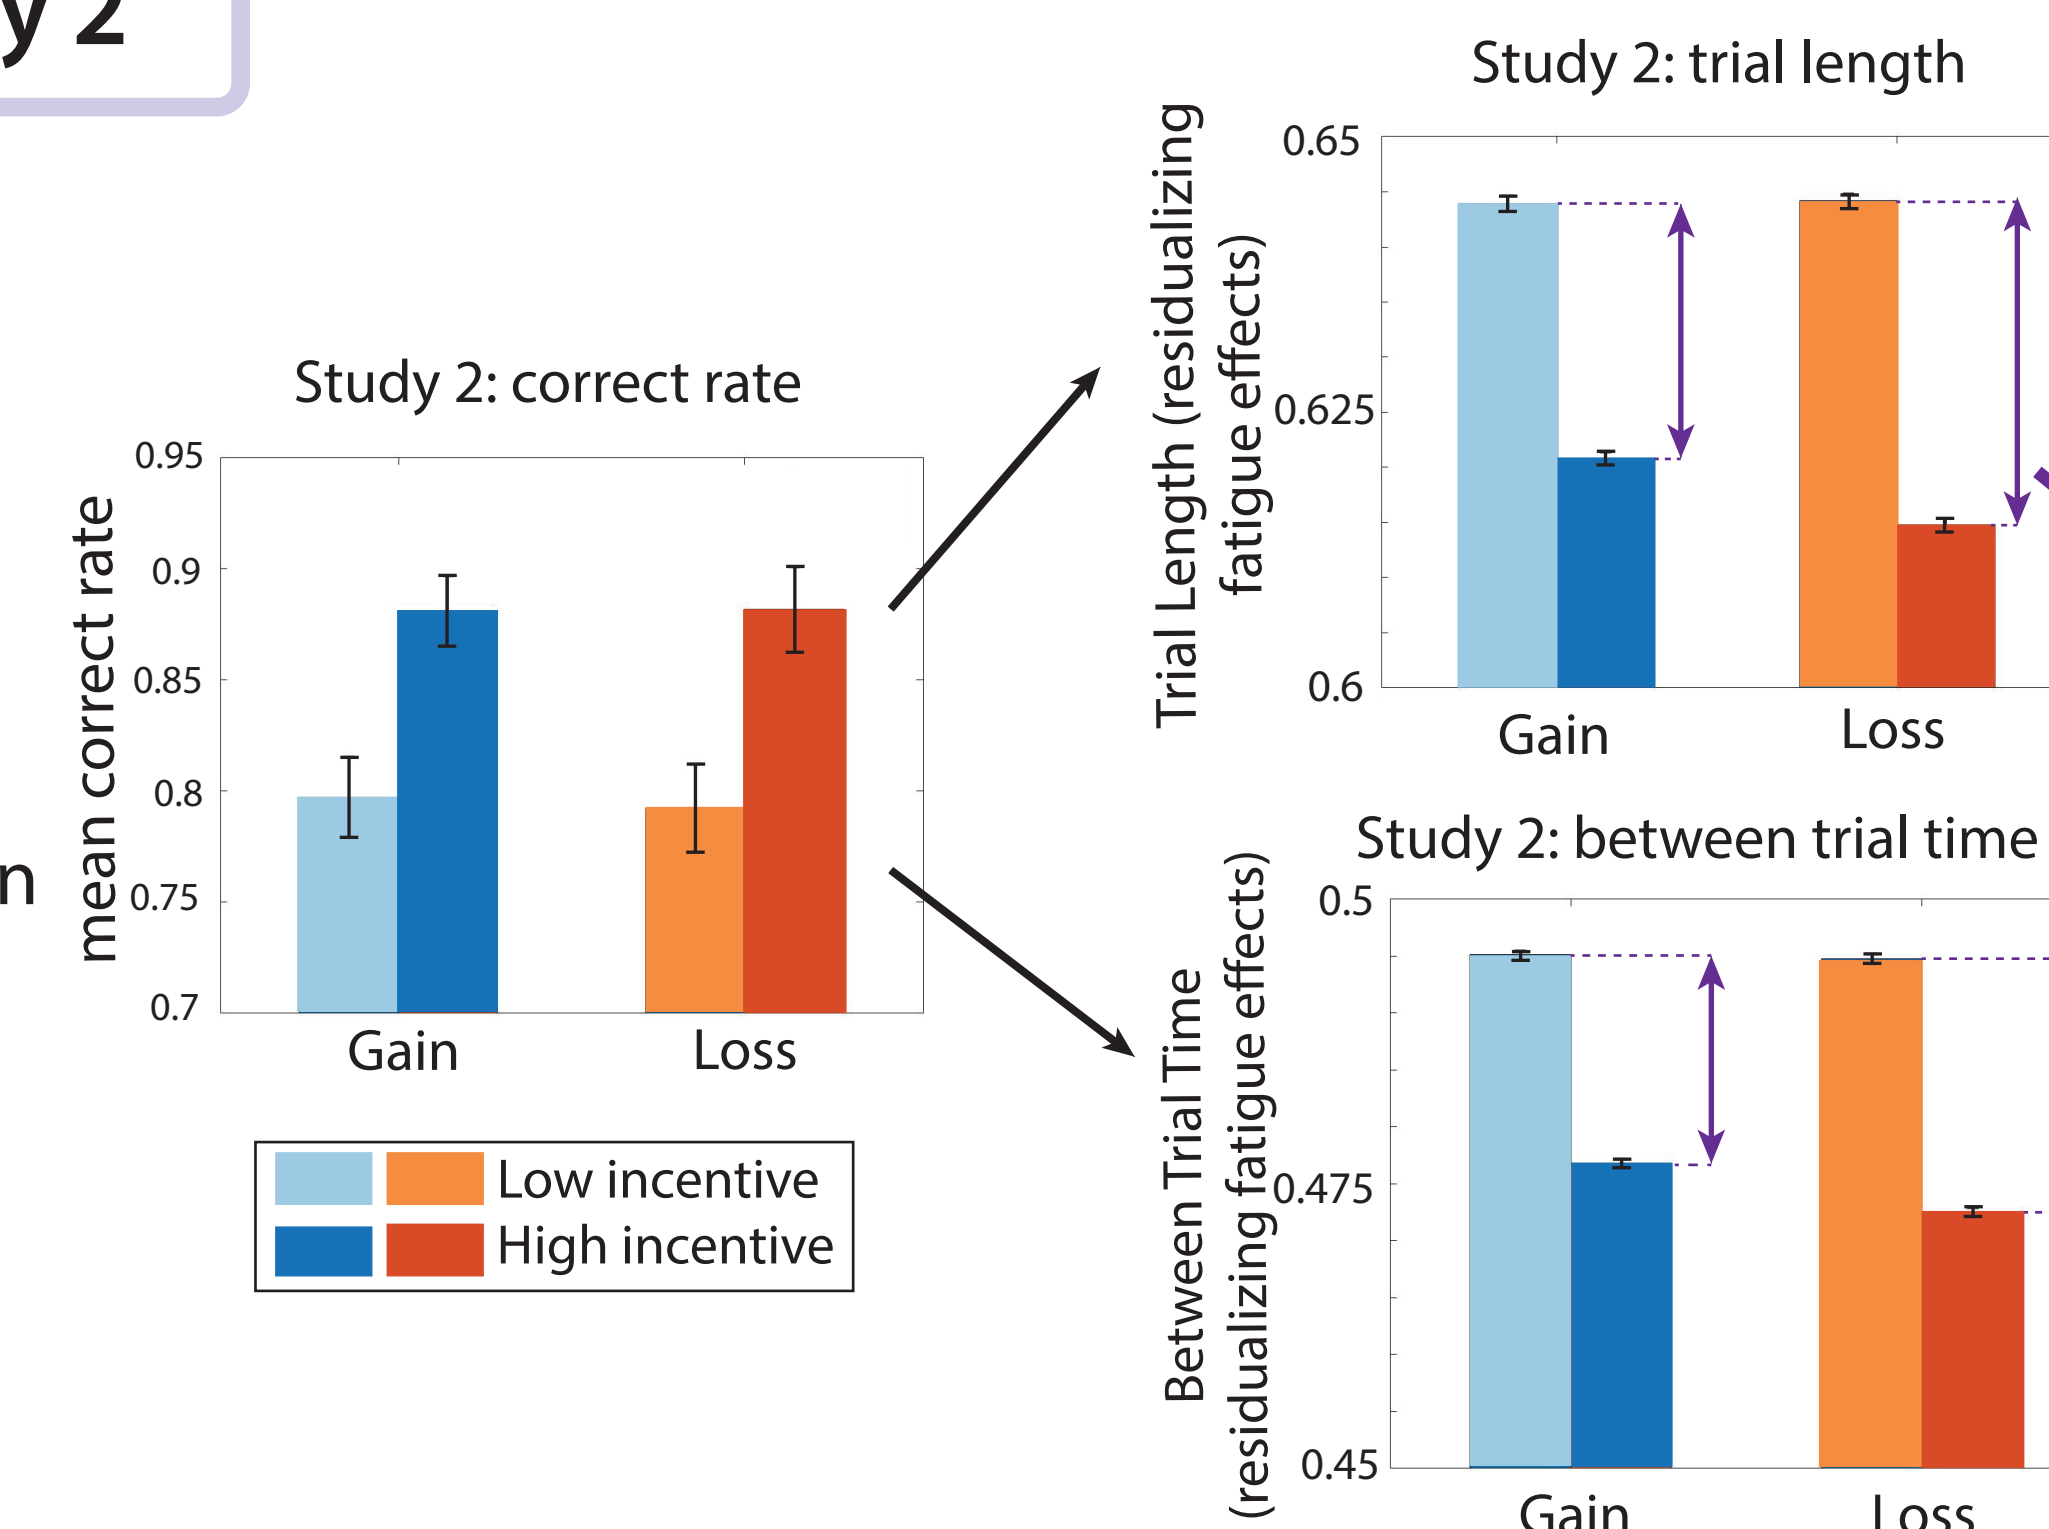 y 2
Study 2: correct rate
mean correct rate
0.95
0.9
0.85
0.8
0.75
0.7
Gain
Loss
n
Low incentive
High incentive
Study 2: trial length
Trial Length (residualizing
fatigue effects)
0.65
0.625
0.6
Gain
Loss
Study 2: between trial time
Between Trial Time
(residualizing fatigue effects)
0.5
0.475
0.45
Gain
Loss